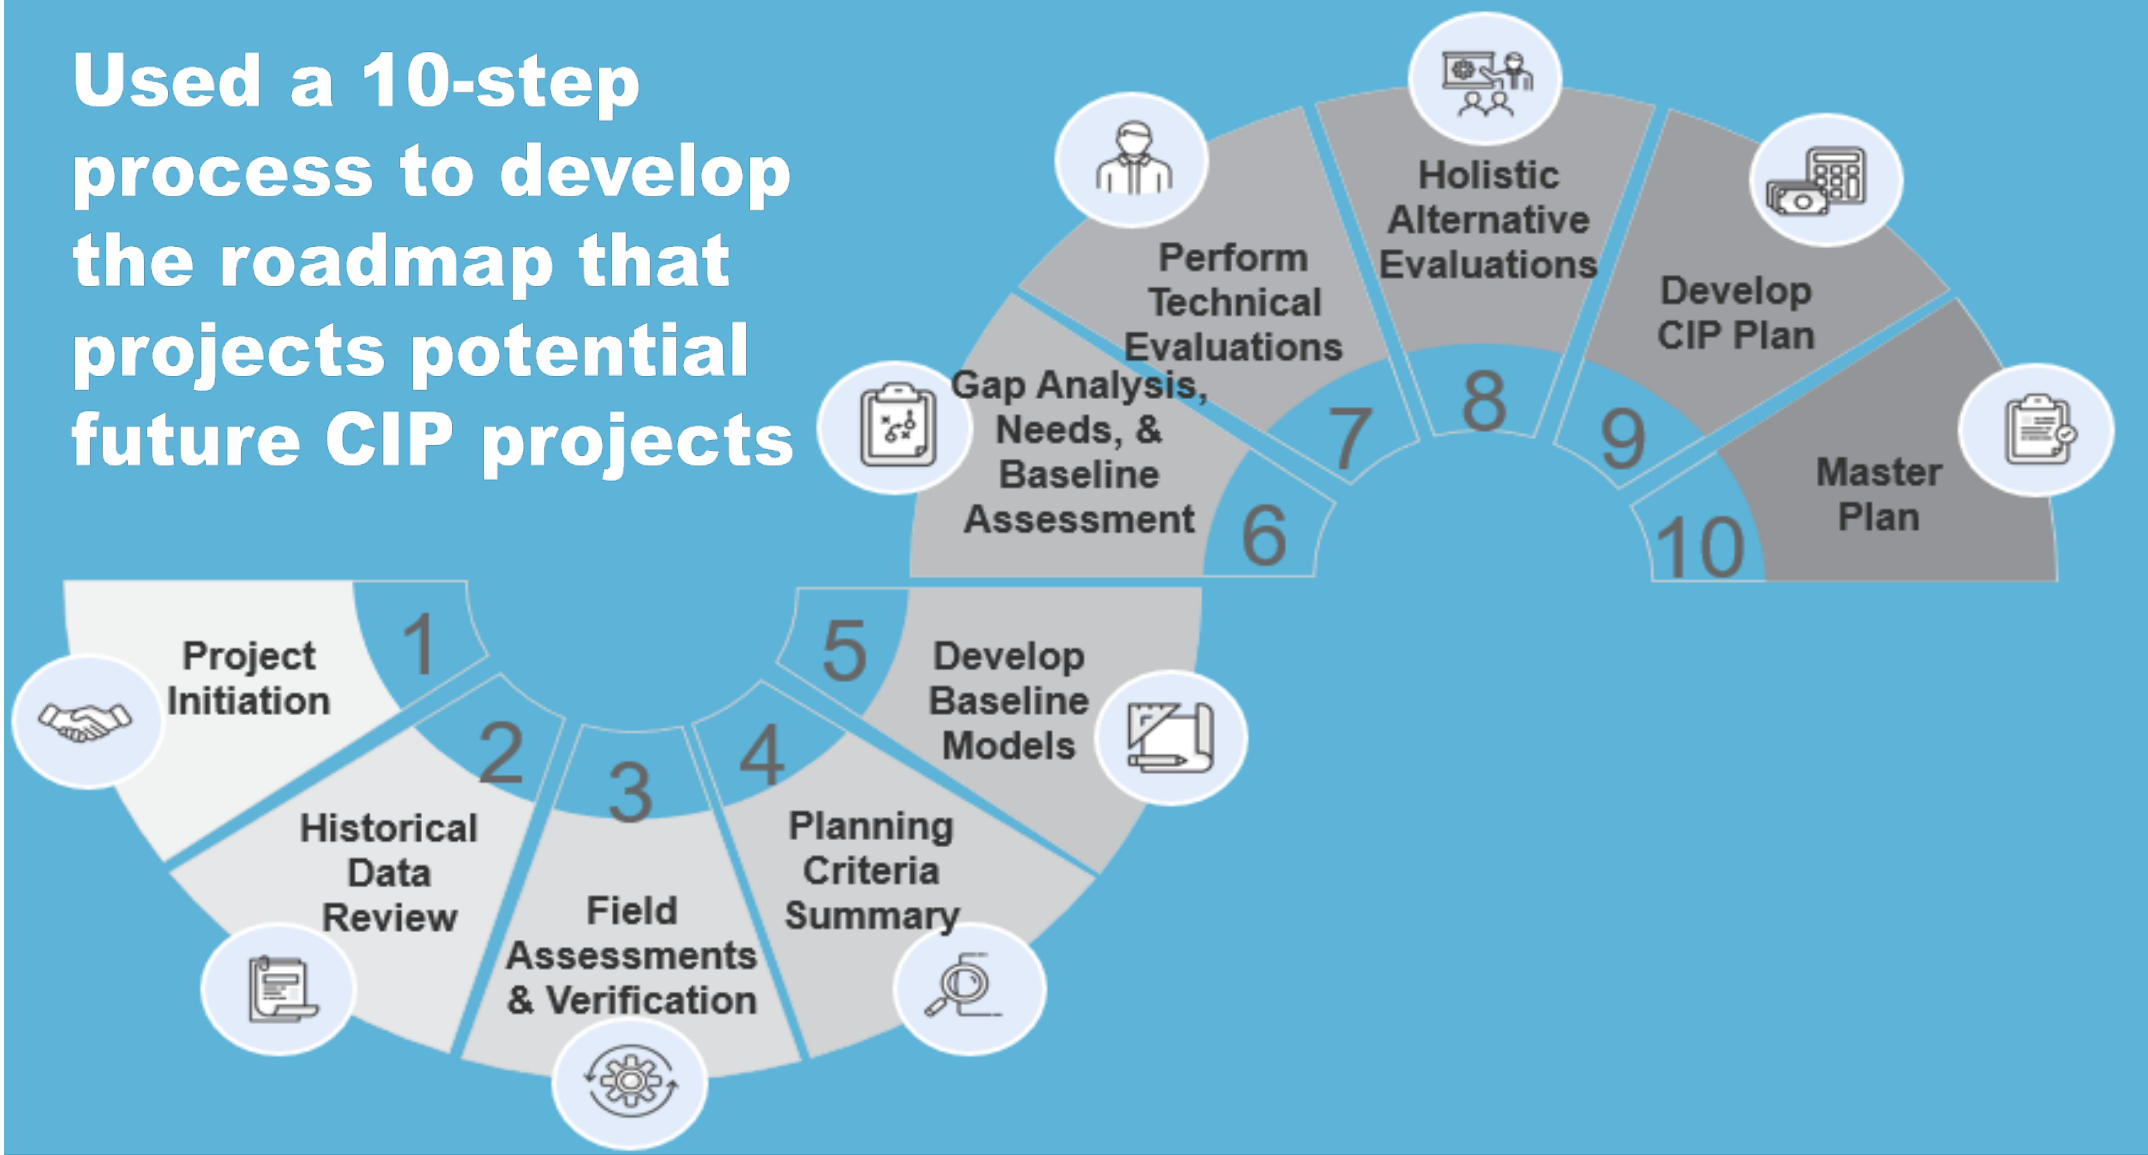 Used a 10-step
process to develop
the roadmap that
projects potential
future CIP projects
1
Project
Initiation
2
Historical
Data
Review
3
Field
Assessments
& Verification
4
Planning
Criteria
Summary
5
Develop
Baseline
Models
6
Gap Analysis,
Needs, &
Baseline
Assessment
7
Perform
Technical
Evaluations
8
Holistic
Alternative
Evaluations
9
Develop
CIP Plan
10
Master
Plan